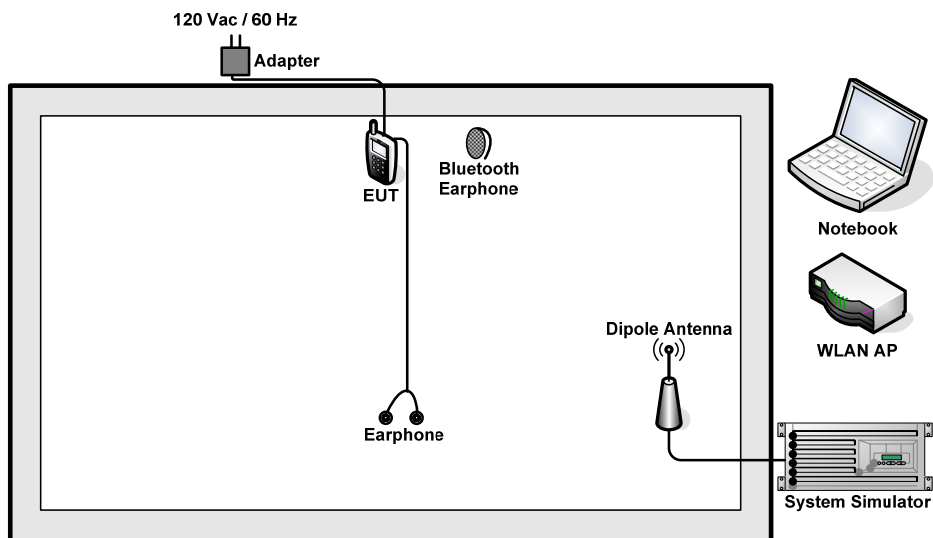 120 Vac / 60 Hz
Adapter
EUT
Bluetooth
Earphone
Notebook
WLAN AP
Dipole Antenna
Earphone
System Simulator